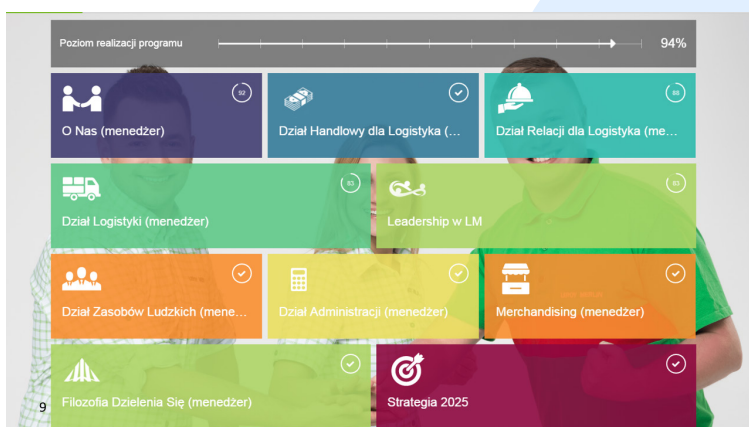 Poziom realizacji programu
94%
92
O Nas (menedżer)
Dział Handlowy dla Logistyka (...
88
Dział Relacji dla Logistyka (me...
83
Dział Logistyki (menedżer)
83
Leadership w LM
Dział Zasobów Ludzkich (mene...
Dział Administracji (menedżer)
Merchandising (menedżer)
Filozofia Dzielenia Się (menedżer)
Strategia 2025
9